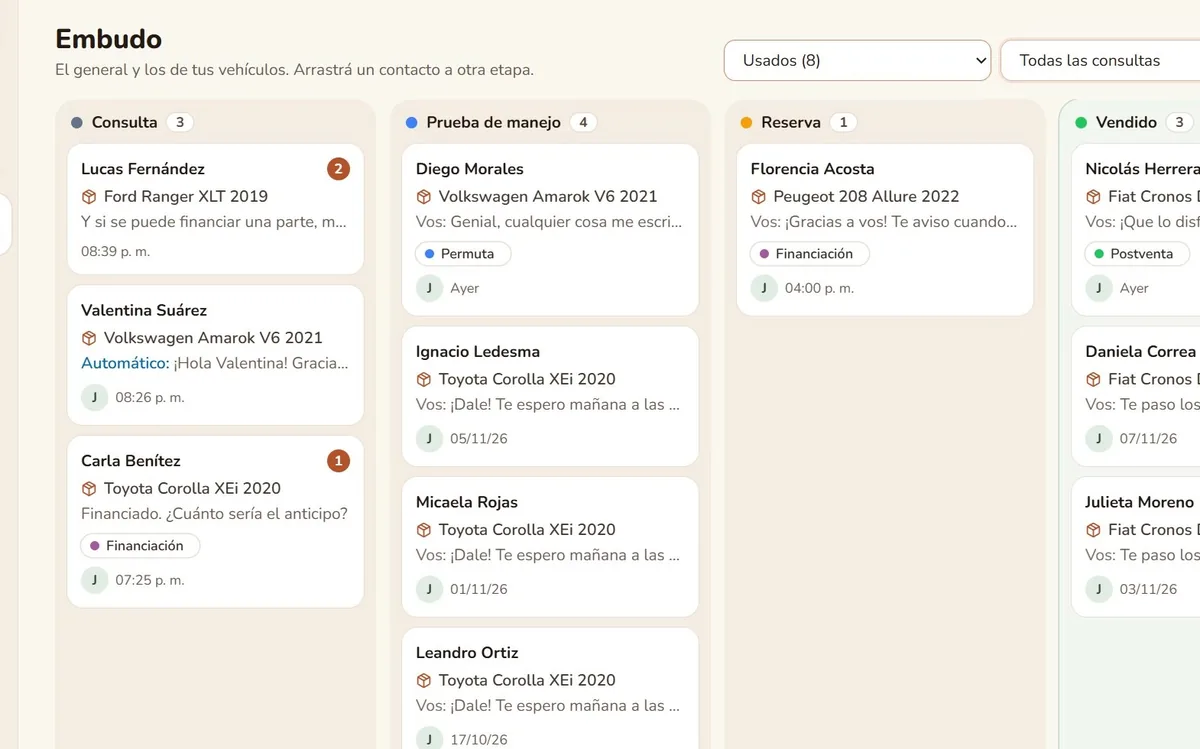 Embudo
El general y los de tus vehículos. Arrastrá un contacto a otra etapa.
Usados (8)
Todas las consultas
Consulta 3
Lucas Fernández 2
Ford Ranger XLT 2019
Y si se puede financiar una parte, m...
08:39 p. m.
Valentina Suárez
Volkswagen Amarok V6 2021
Automático: ¡Hola Valentina! Gracia...
J 08:26 p. m.
Carla Benítez 1
Toyota Corolla XEi 2020
Financiado. ¿Cuánto sería el anticipo?
Financiación
J 07:25 p. m.
Prueba de manejo 4
Diego Morales
Volkswagen Amarok V6 2021
Vos: Genial, cualquier cosa me escri...
Permuta
J Ayer
Ignacio Ledesma
Toyota Corolla XEi 2020
Vos: ¡Dale! Te espero mañana a las ...
J 05/11/26
Micaela Rojas
Toyota Corolla XEi 2020
Vos: ¡Dale! Te espero mañana a las ...
J 01/11/26
Leandro Ortiz
Toyota Corolla XEi 2020
Vos: ¡Dale! Te espero mañana a las ...
J 17/10/26
Reserva 1
Florencia Acosta
Peugeot 208 Allure 2022
Vos: ¡Gracias a vos! Te aviso cuando...
Financiación
J 04:00 p. m.
Vendido 3
Nicolás Herrera
Fiat Cronos
Vos: ¡Que lo
Postventa
J Ayer
Daniela Correa
Fiat Cronos
Vos: Te paso los
J 07/11/26
Julieta Moreno
Fiat Cronos
Vos: Te paso los
J 03/11/26